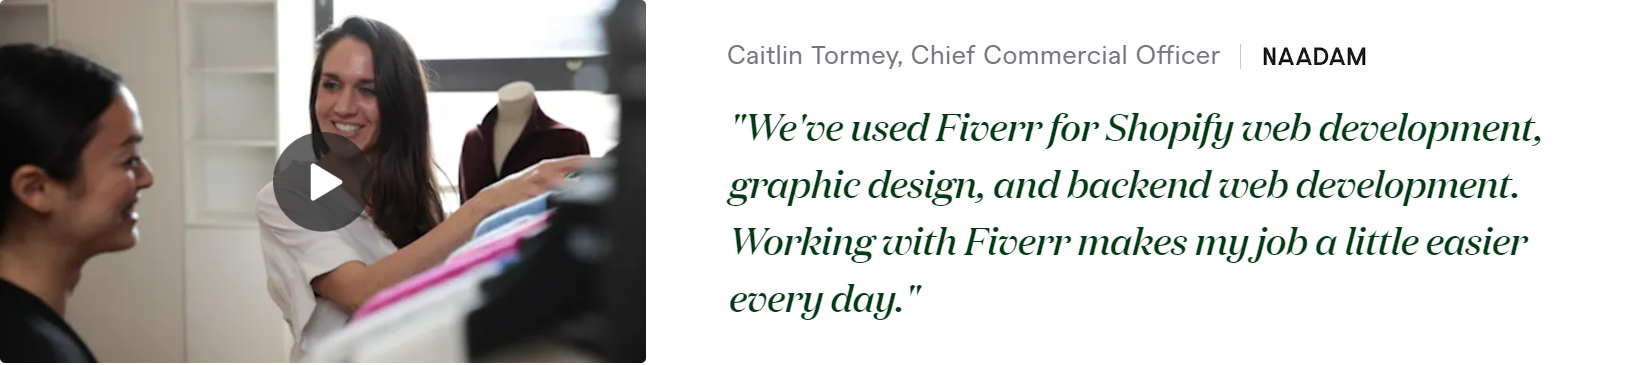 Caitlin Tormey, Chief Commercial Officer | NAADAM
"We've used Fiverr for Shopify web development,
graphic design, and backend web development.
Working with Fiverr makes my job a little easier
every day."